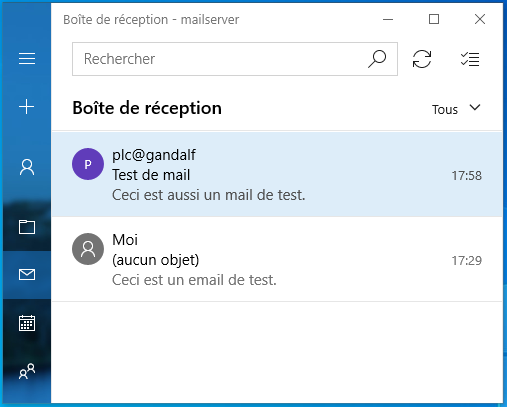 Boîte de réception - mailserver
Rechercher
Boîte de réception
Tous
P
plc@gandalf
Test de mail
17:58
Ceci est aussi un mail de test.
Moi
(aucun objet)
17:29
Ceci est un email de test.